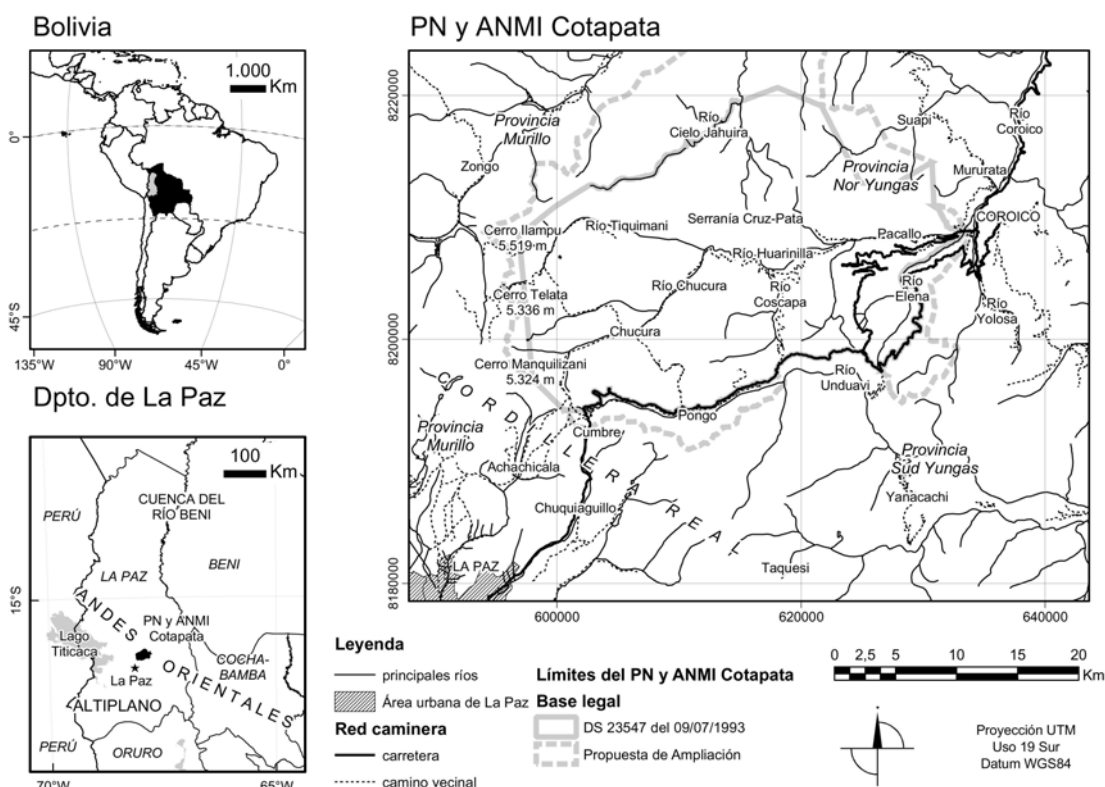 Bolivia
1.000
Km
0°
45°S
135°W
90°W
45°W
0°
Dpto. de La Paz
100
Km
PERÚ
CUENCA DEL
RÍO BENI
BENI
LA PAZ
15°S
ANDES ORIENTALES
PN y ANMI
Cotapata
Lago
Titicaca
La Paz
COCHA-
BAMBA
ALTIPLANO
PERÚ
ORURO
70°W
65°W
PN y ANMI Cotapata
8220000
8200000
8180000
600000
620000
640000
Provincia
Murillo
Río
Cielo Jahuira
Suapi
Río
Coroico
Zongo
Provincia
Nor Yungas
Mururata
Serranía Cruz-Pata
COROICO
Cerro Ilampu
5.519 m
Río Tiquimani
Pacallo
Río Huarinilla
Cerro Telata
5.336 m
Río Chucura
Río
Coscapa
Río
Elena
Río
Yolosa
Chucura
Cerro Manquilizani
5.324 m
Río
Unduavi
CORDILLERA REAL
Provincia
Murillo
Pongo
Cumbre
Achachicala
Provincia
Sud Yungas
Yanacachi
Chuquiaguillo
LA PAZ
Taquesi
Leyenda
principales ríos
Área urbana de La Paz
Red caminera
carretera
camino vecinal
Límites del PN y ANMI Cotapata
Base legal
DS 23547 del 09/07/1993
Propuesta de Ampliación
0 2,5 5 10 15 20
Km
Proyección UTM
Uso 19 Sur
Datum WGS84